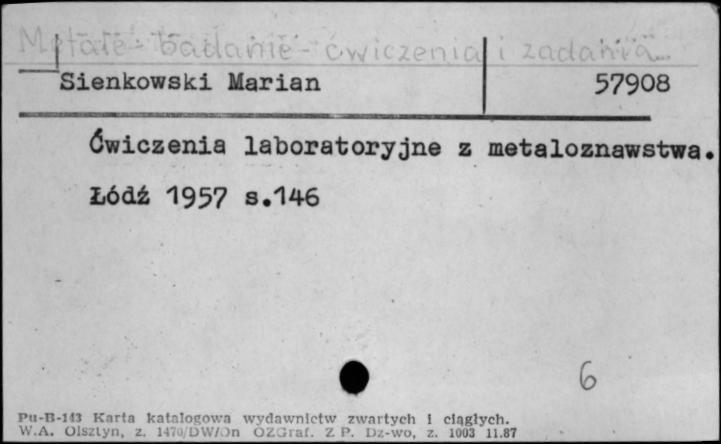 Metale - badanie - ćwiczenia i zadania
Sienkowski Marian 57908
Ćwiczenia laboratoryjne z metaloznawstwa.
Łódź 1957 s.146
6
Pu-B-143 Karta katalogowa wydawnictw zwartych i ciągłych.
W.A. Olsztyn, z. 1470/DW/Dn OZGraf. Z P. Dz-wo, z. 1003 11.87